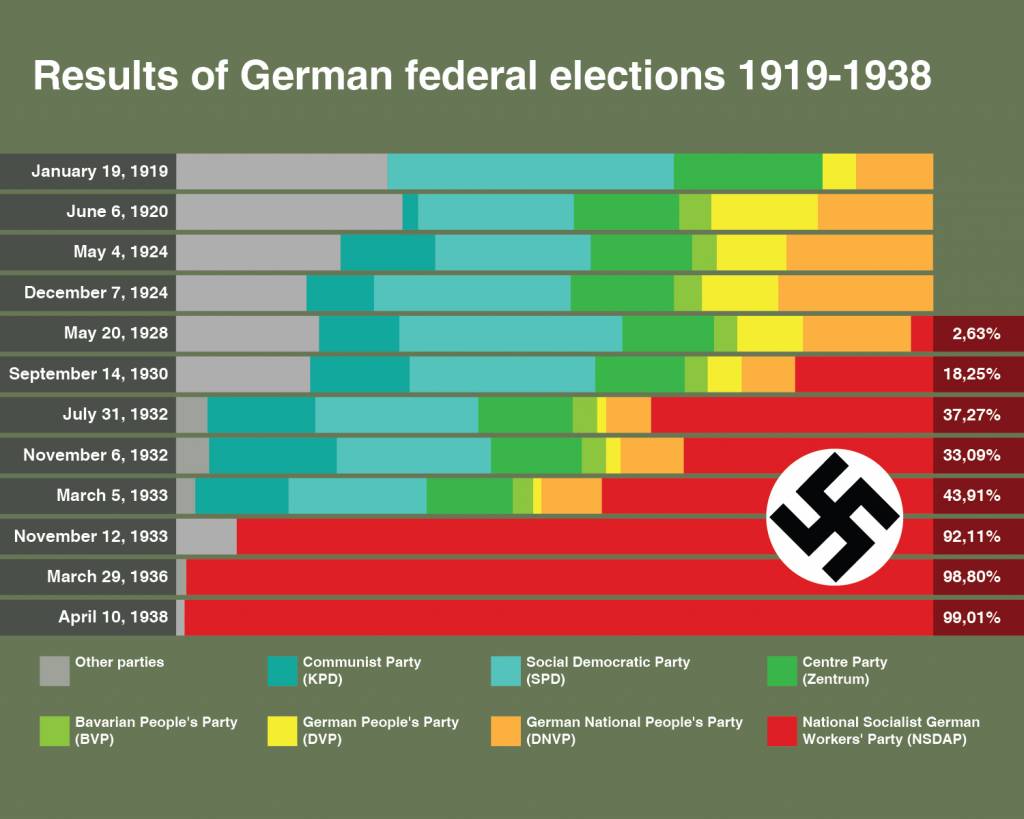 Results of German federal elections 1919-1938
January 19, 1919
June 6, 1920
May 4, 1924
December 7, 1924
May 20, 1928 2,63%
September 14, 1930 18,25%
July 31, 1932 37,27%
November 6, 1932 33,09%
March 5, 1933 43,91%
November 12, 1933 92,11%
March 29, 1936 98,80%
April 10, 1938 99,01%
Other parties
Communist Party
(KPD)
Social Democratic Party
(SPD)
Centre Party
(Zentrum)
Bavarian People's Party
(BVP)
German People's Party
(DVP)
German National People's Party
(DNVP)
National Socialist German
Workers' Party (NSDAP)